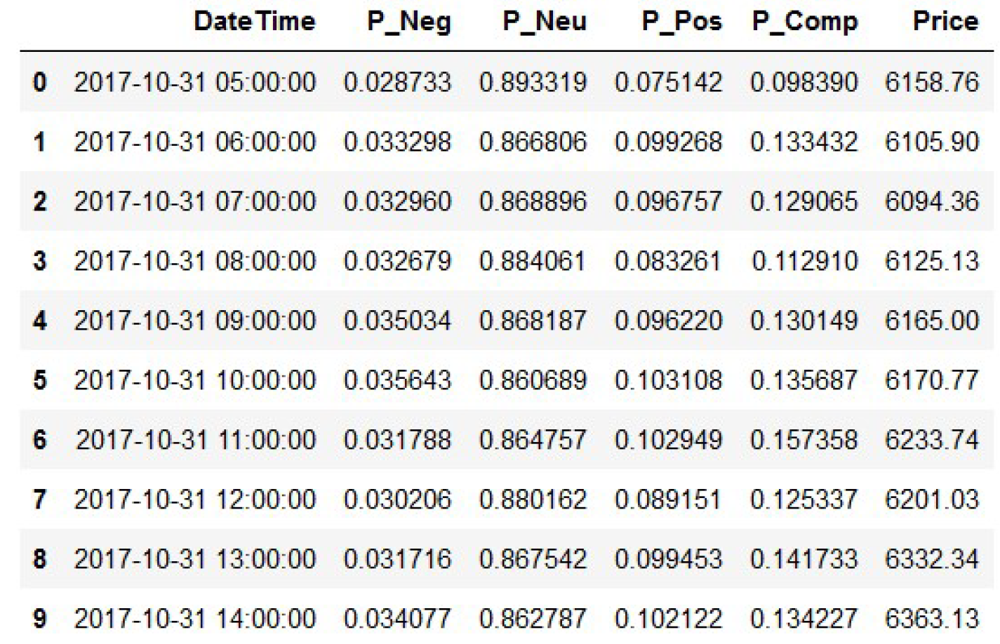 DateTime P_Neg P_Neu P_Pos P_Comp Price
0 2017-10-31 05:00:00 0.028733 0.893319 0.075142 0.098390 6158.76
1 2017-10-31 06:00:00 0.033298 0.866806 0.099268 0.133432 6105.90
2 2017-10-31 07:00:00 0.032960 0.868896 0.096757 0.129065 6094.36
3 2017-10-31 08:00:00 0.032679 0.884061 0.083261 0.112910 6125.13
4 2017-10-31 09:00:00 0.035034 0.868187 0.096220 0.130149 6165.00
5 2017-10-31 10:00:00 0.035643 0.860689 0.103108 0.135687 6170.77
6 2017-10-31 11:00:00 0.031788 0.864757 0.102949 0.157358 6233.74
7 2017-10-31 12:00:00 0.030206 0.880162 0.089151 0.125337 6201.03
8 2017-10-31 13:00:00 0.031716 0.867542 0.099453 0.141733 6332.34
9 2017-10-31 14:00:00 0.034077 0.862787 0.102122 0.134227 6363.13